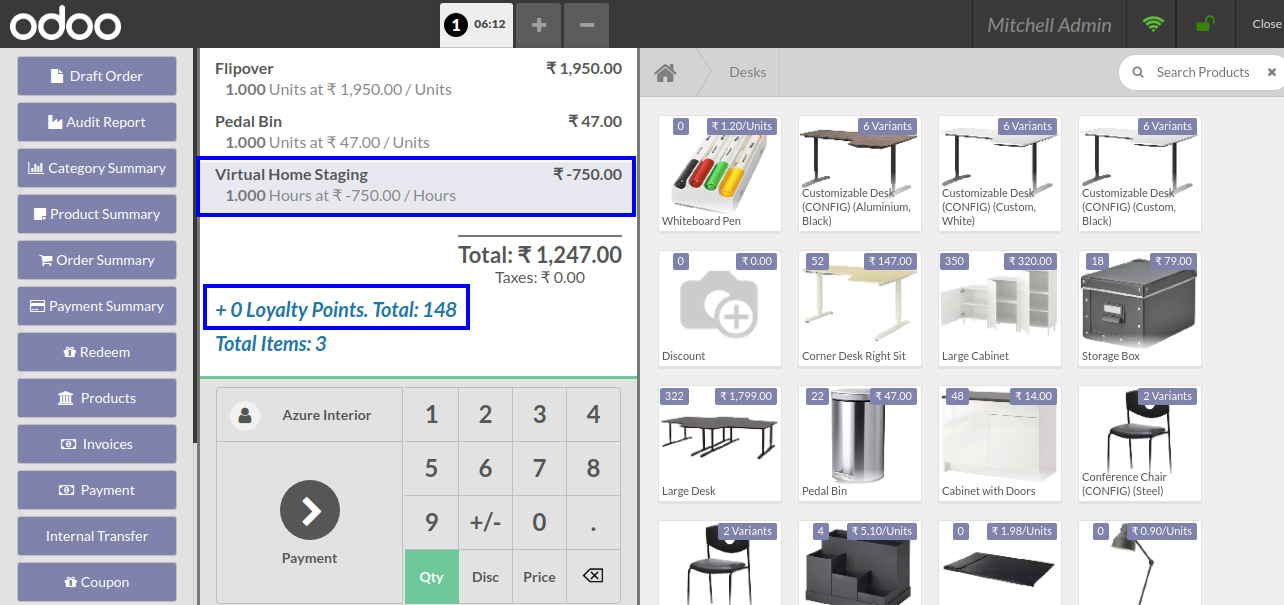 odoo
1 06:12
Mitchell Admin
Close
Draft Order
Audit Report
Category Summary
Product Summary
Order Summary
Payment Summary
Redeem
Products
Invoices
Payment
Internal Transfer
Coupon
Flipover ₹ 1,950.00
1.000 Units at ₹ 1,950.00 / Units
Pedal Bin ₹ 47.00
1.000 Units at ₹ 47.00 / Units
Virtual Home Staging ₹ -750.00
1.000 Hours at ₹ -750.00 / Hours
Total: ₹ 1,247.00
Taxes: ₹ 0.00
+ 0 Loyalty Points. Total: 148
Total Items: 3
Azure Interior
Payment
1 2 3 4
5 6 7 8
9 +/- 0 .
Qty Disc Price
Desks
Search Products
0 ₹ 1.20/Units
Whiteboard Pen
6 Variants
Customizable Desk
(CONFIG) (Aluminium,
Black)
6 Variants
Customizable Desk
(CONFIG) (Custom,
White)
6 Variants
Customizable Desk
(CONFIG) (Custom,
Black)
0 ₹ 0.00
Discount
52 ₹ 147.00
Corner Desk Right Sit
350 ₹ 320.00
Large Cabinet
18 ₹ 79.00
Storage Box
322 ₹ 1,799.00
Large Desk
22 ₹ 47.00
Pedal Bin
48 ₹ 14.00
Cabinet with Doors
2 Variants
Conference Chair
(CONFIG) (Steel)
2 Variants
4 ₹ 5.10/Units
0 ₹ 1.98/Units
0 ₹ 0.90/Units